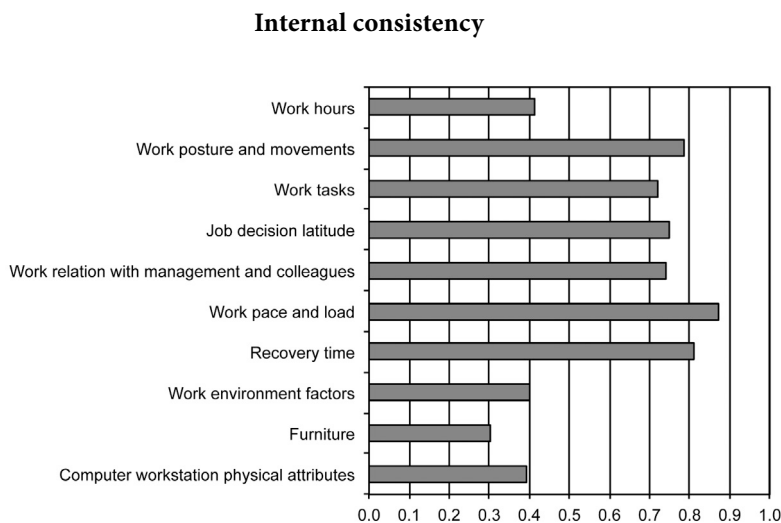 Internal consistency
Work hours
Work posture and movements
Work tasks
Job decision latitude
Work relation with management and colleagues
Work pace and load
Recovery time
Work environment factors
Furniture
Computer workstation physical attributes
0.0 0.1 0.2 0.3 0.4 0.5 0.6 0.7 0.8 0.9 1.0